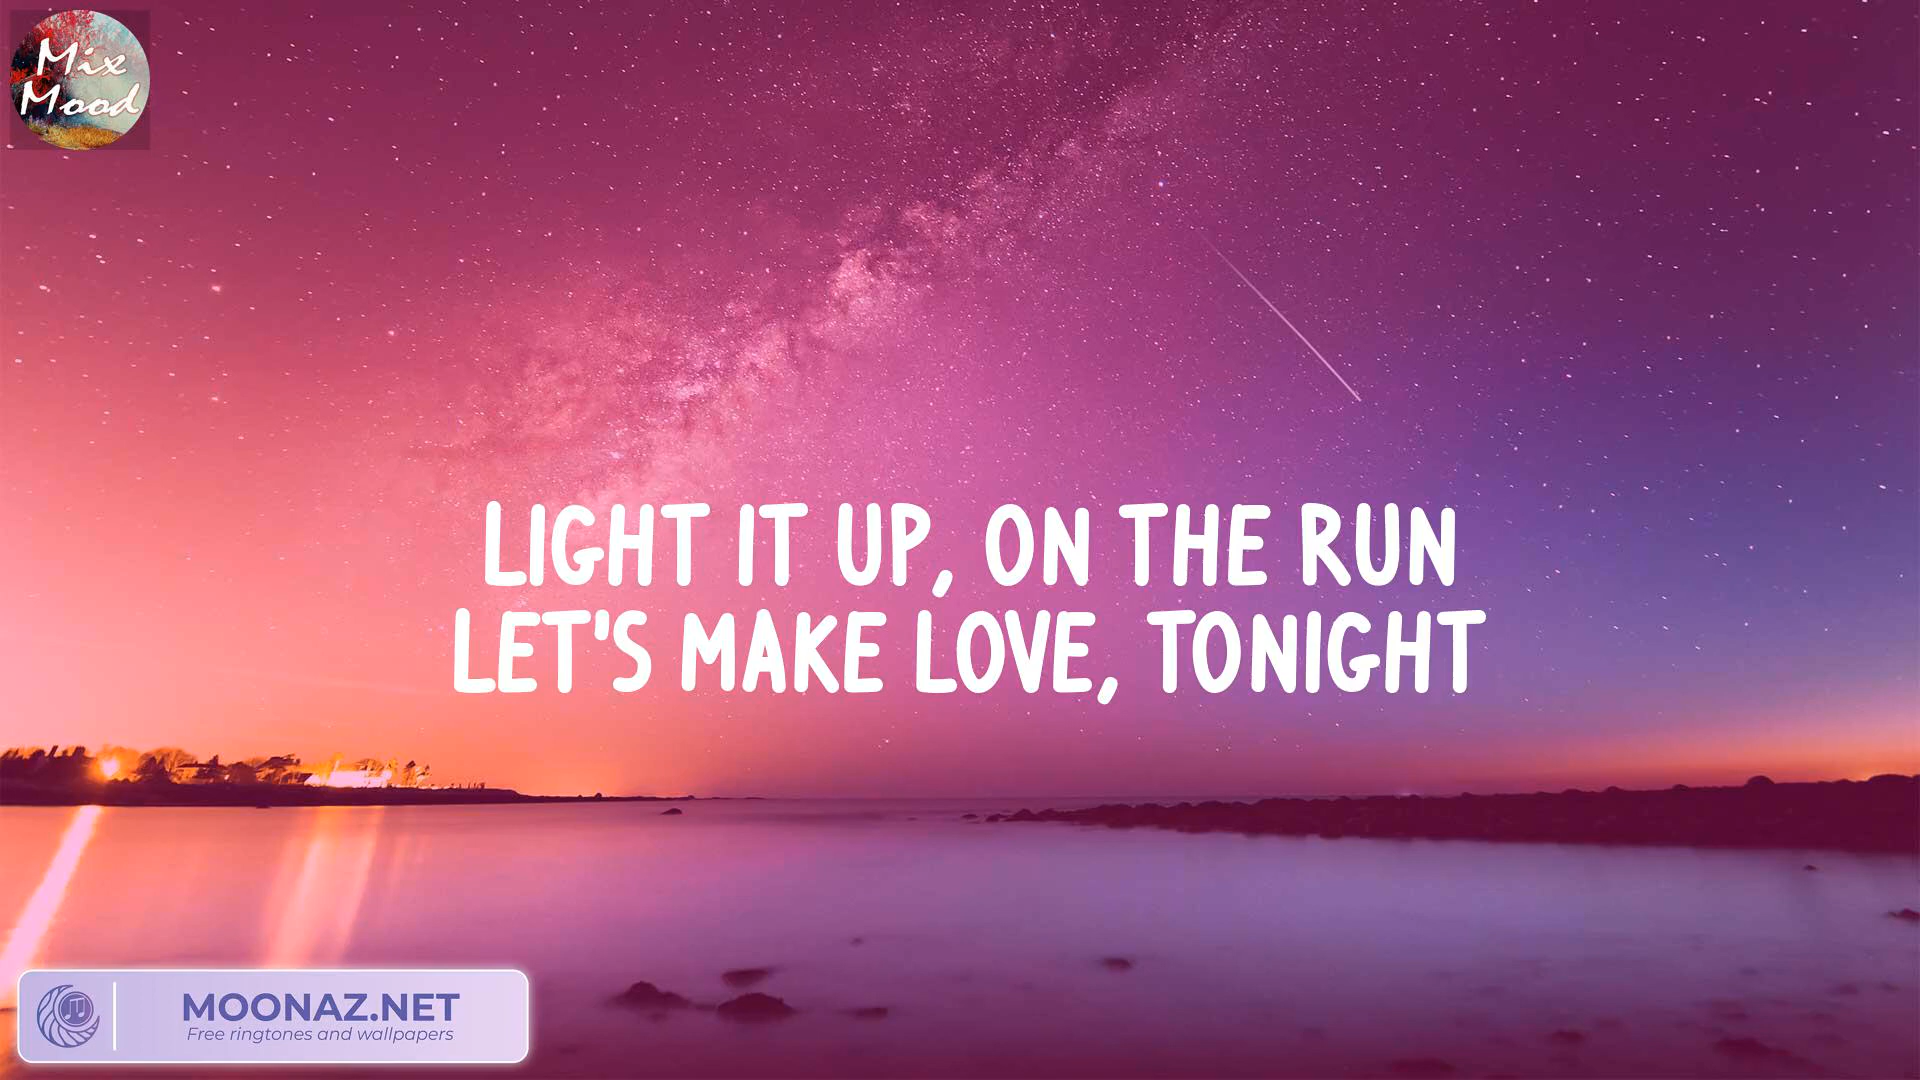 Mix
Mood
LIGHT IT UP, ON THE RUN
LET'S MAKE LOVE, TONIGHT
MOONAZ.NET
Free ringtones and wallpapers